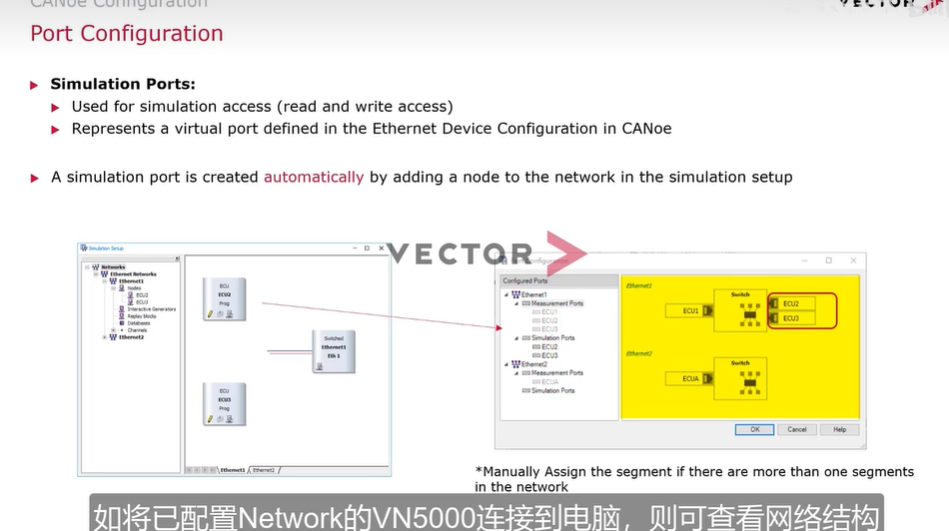 CANoe Configuration
VECTOR
Port Configuration
Simulation Ports:
Used for simulation access (read and write access)
Represents a virtual port defined in the Ethernet Device Configuration in CANoe
A simulation port is created automatically by adding a node to the network in the simulation setup
VECTOR
Simulation Setup
Networks
Ethernet Networks
Ethernet1
Nodes
ECU2
ECU3
Interactive Generators
Replay blocks
Databases
Channels
Ethernet2
ECU
ECU2
Prog
Switched
Ethernet1
Eth 1
ECU
ECU3
Prog
Ethernet1
Ethernet2
Configured Ports
Ethernet1
Measurement Ports
ECU1
ECU2
ECU3
Simulation Ports
ECU2
ECU3
Ethernet2
Measurement Ports
ECUA
Simulation Ports
Ethernet1
Switch
ECU1
ECU2
ECU3
Ethernet2
Switch
ECUA
OK
Cancel
Help
*Manually Assign the segment if there are more than one segments
in the network
如将已配置Network的VN5000连接到电脑，则可查看网络结构